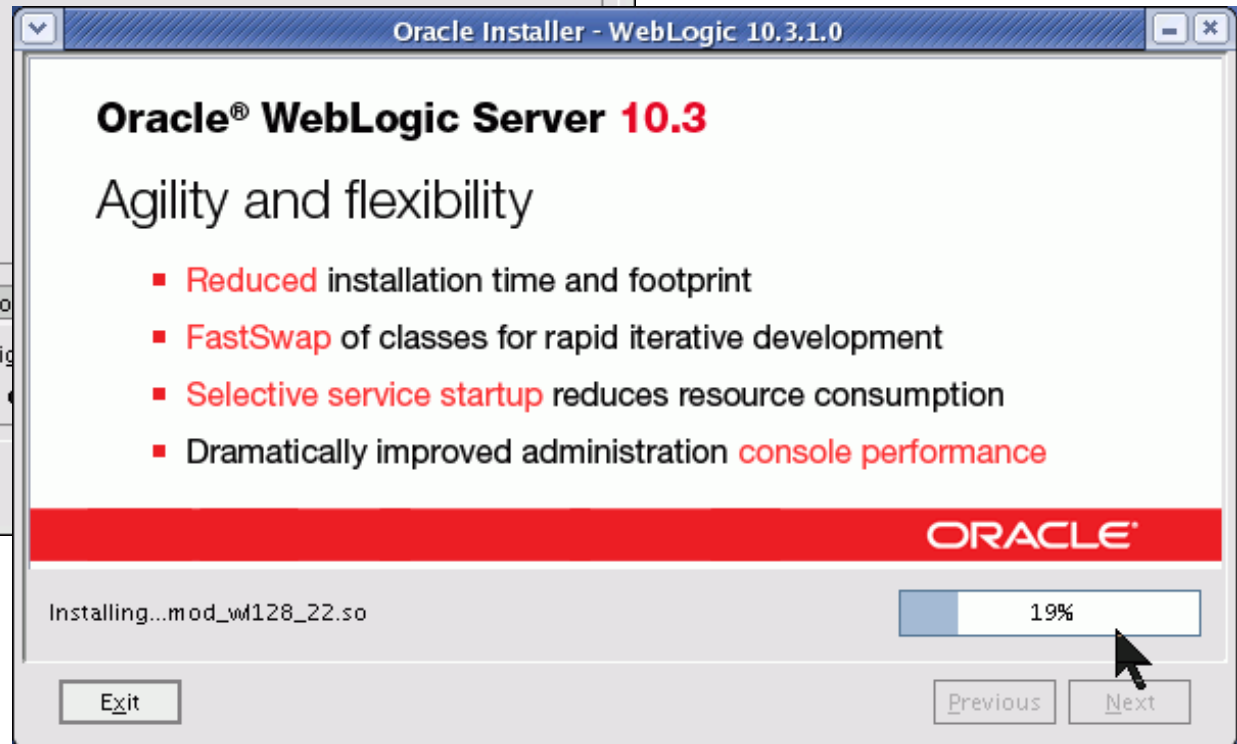 Oracle Installer - WebLogic 10.3.1.0
Oracle® WebLogic Server 10.3
Agility and flexibility
Reduced installation time and footprint
FastSwap of classes for rapid iterative development
Selective service startup reduces resource consumption
Dramatically improved administration console performance
ORACLE
Installing...mod_wl128_22.so
19%
Exit
Previous
Next